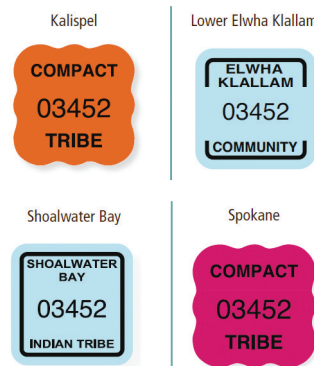 Kalispel
COMPACT
03452
TRIBE
Lower Elwha Klallam
ELWHA
KLALLAM
03452
COMMUNITY
Shoalwater Bay
SHOALWATER
BAY
03452
INDIAN TRIBE
Spokane
COMPACT
03452
TRIBE